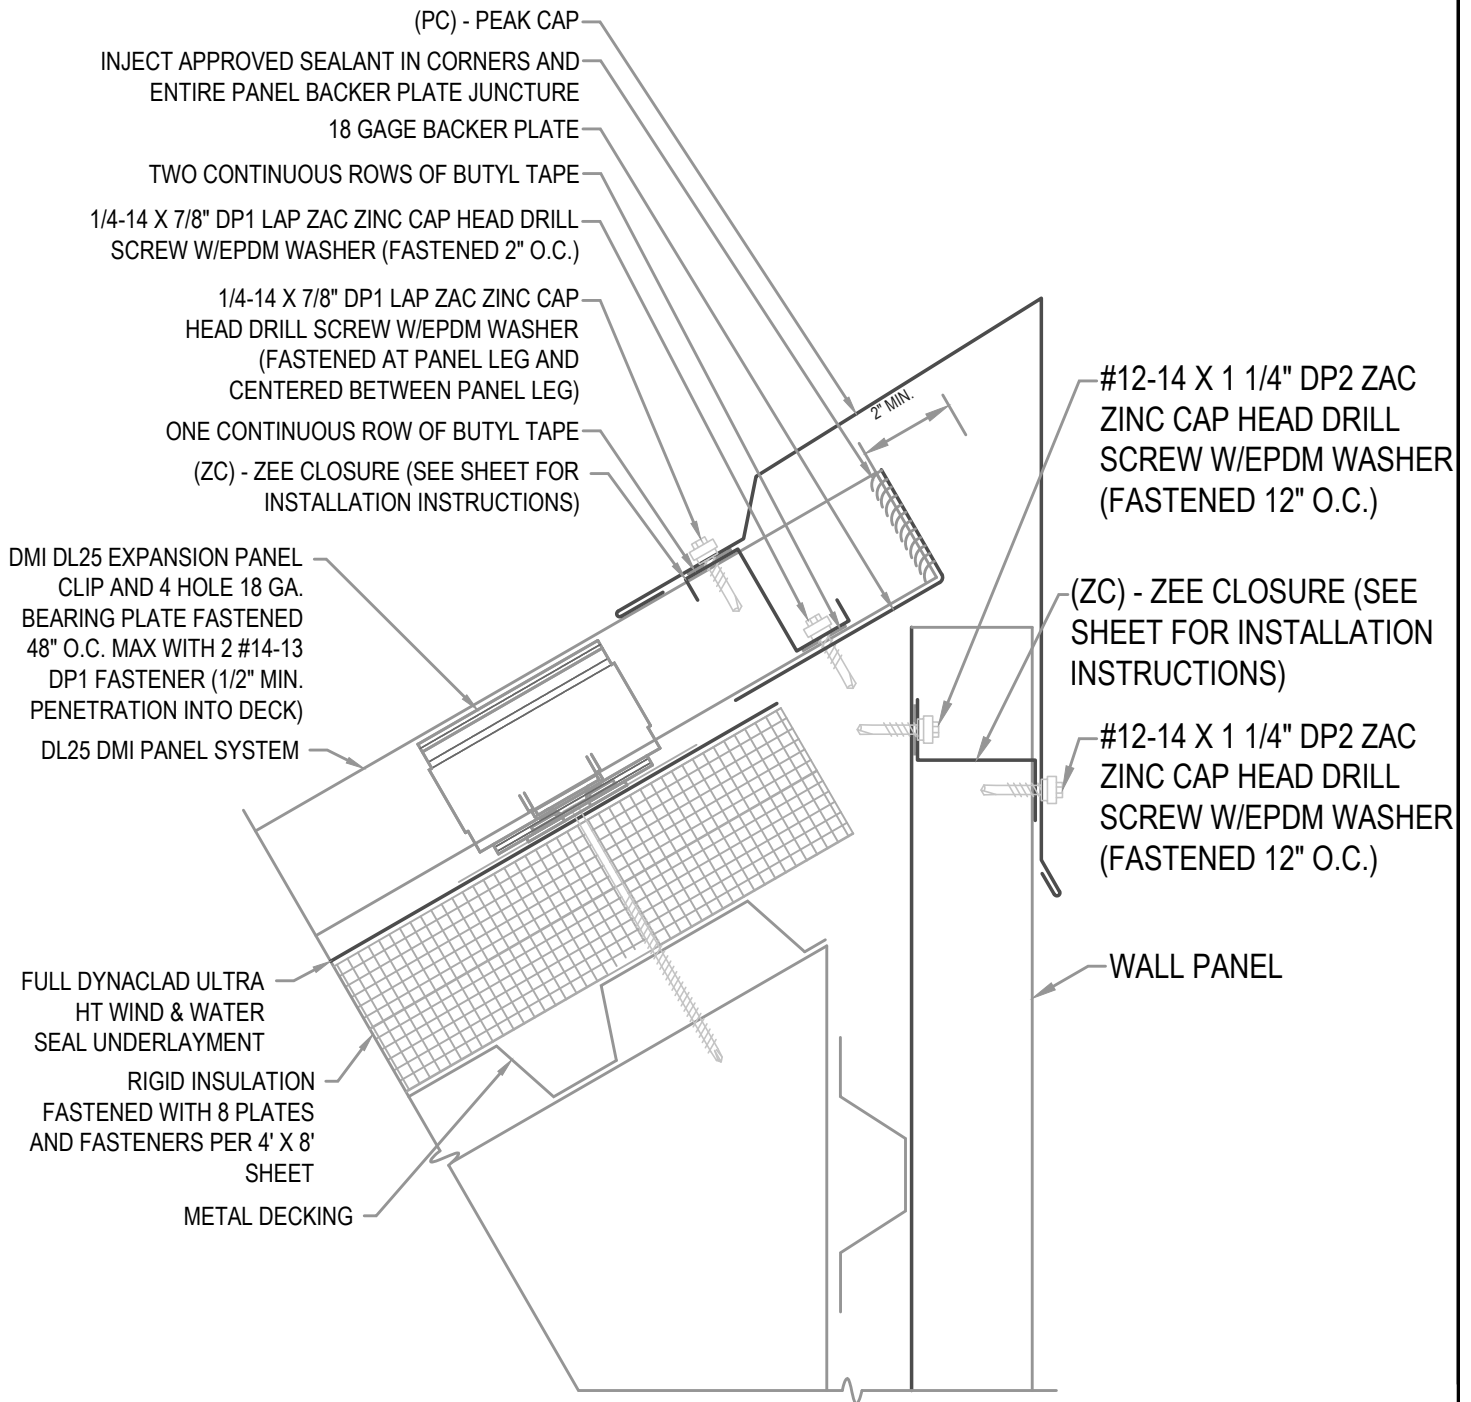 (PC) - PEAK CAP
INJECT APPROVED SEALANT IN CORNERS AND
ENTIRE PANEL BACKER PLATE JUNCTURE
18 GAGE BACKER PLATE
TWO CONTINUOUS ROWS OF BUTYL TAPE
1/4-14 X 7/8" DP1 LAP ZAC ZINC CAP HEAD DRILL
SCREW W/EPDM WASHER (FASTENED 2" O.C.)
1/4-14 X 7/8" DP1 LAP ZAC ZINC CAP
HEAD DRILL SCREW W/EPDM WASHER
(FASTENED AT PANEL LEG AND
CENTERED BETWEEN PANEL LEG)
ONE CONTINUOUS ROW OF BUTYL TAPE
(ZC) - ZEE CLOSURE (SEE SHEET FOR
INSTALLATION INSTRUCTIONS)
DMI DL25 EXPANSION PANEL
CLIP AND 4 HOLE 18 GA.
BEARING PLATE FASTENED
48" O.C. MAX WITH 2 #14-13
DP1 FASTENER (1/2" MIN.
PENETRATION INTO DECK)
DL25 DMI PANEL SYSTEM
FULL DYNACLAD ULTRA
HT WIND & WATER
SEAL UNDERLAYMENT
RIGID INSULATION
FASTENED WITH 8 PLATES
AND FASTENERS PER 4' X 8'
SHEET
METAL DECKING
2" MIN.
#12-14 X 1 1/4" DP2 ZAC
ZINC CAP HEAD DRILL
SCREW W/EPDM WASHER
(FASTENED 12" O.C.)
(ZC) - ZEE CLOSURE (SEE
SHEET FOR INSTALLATION
INSTRUCTIONS)
#12-14 X 1 1/4" DP2 ZAC
ZINC CAP HEAD DRILL
SCREW W/EPDM WASHER
(FASTENED 12" O.C.)
WALL PANEL